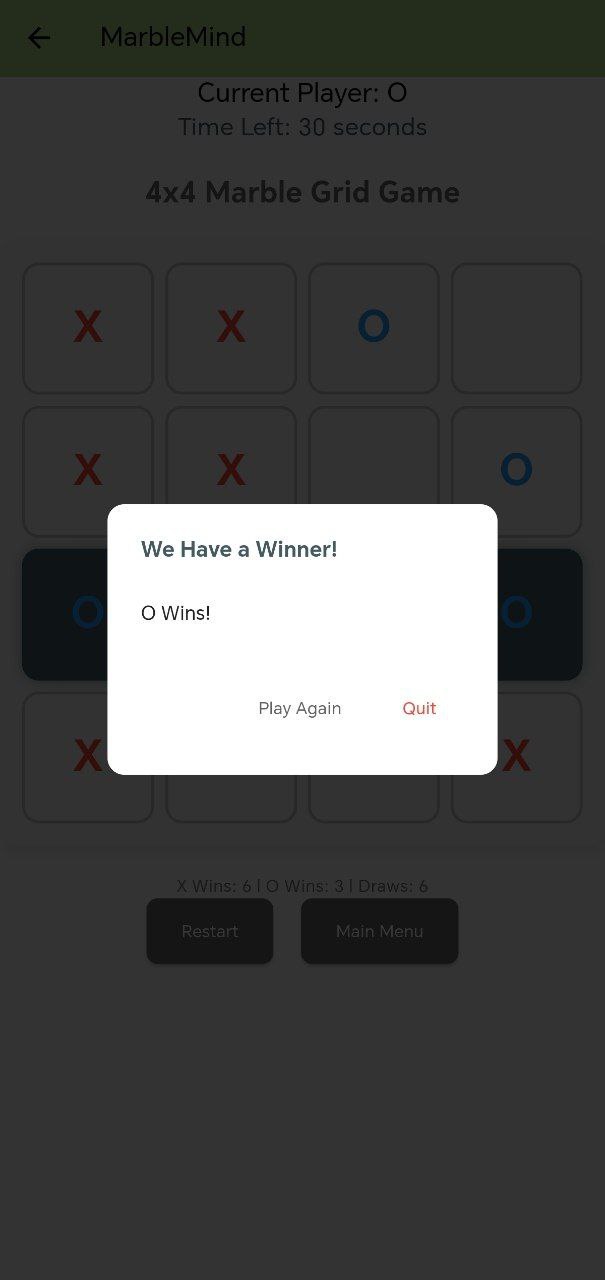 MarbleMind
Current Player: O
Time Left: 30 seconds
4x4 Marble Grid Game
X X O
X X O
We Have a Winner!
O O
O Wins!
Play Again Quit
X X
X Wins: 6 | O Wins: 3 | Draws: 6
Restart Main Menu